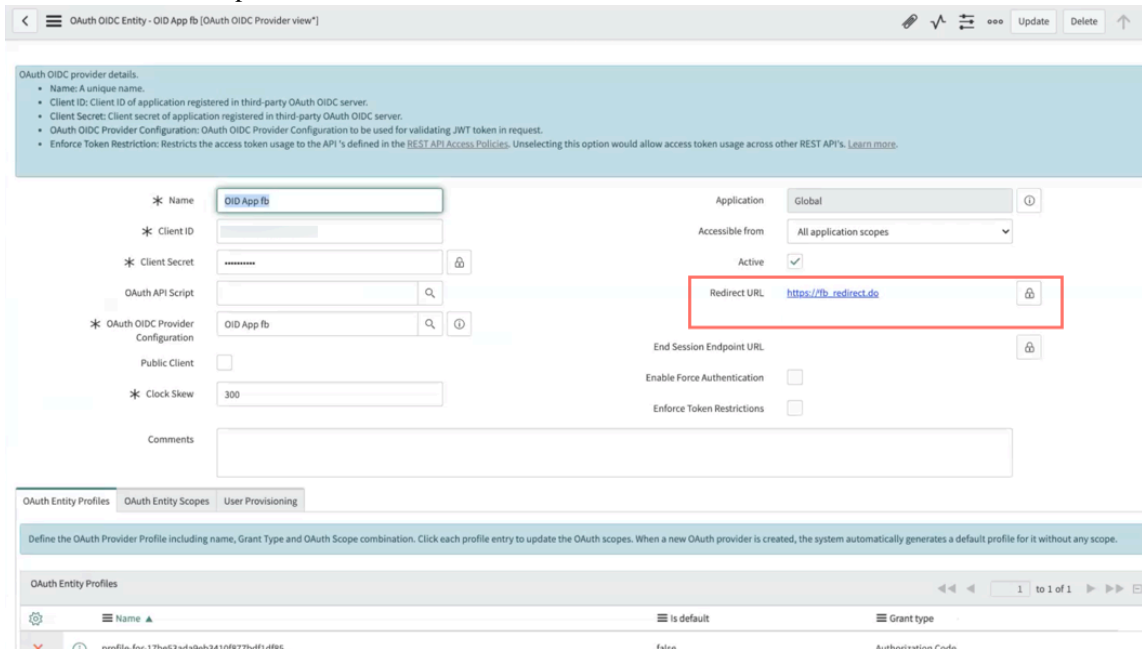 OAuth OIDC Entity - OID App fb [OAuth OIDC Provider view*]
Update
Delete
OAuth OIDC provider details.
Name: A unique name.
Client ID: Client ID of application registered in third-party OAuth OIDC server.
Client Secret: Client secret of application registered in third-party OAuth OIDC server.
OAuth OIDC Provider Configuration: OAuth OIDC Provider Configuration to be used for validating JWT token in request.
Enforce Token Restriction: Restricts the access token usage to the API 's defined in the REST API Access Policies. Unselecting this option would allow access token usage across other REST API's. Learn more.
Name
OID App fb
Client ID
Client Secret
OAuth API Script
OAuth OIDC Provider
Configuration
OID App fb
Public Client
Clock Skew
300
Comments
Application
Global
Accessible from
All application scopes
Active
Redirect URL
https://fb_redirect.do
End Session Endpoint URL
Enable Force Authentication
Enforce Token Restrictions
OAuth Entity Profiles
OAuth Entity Scopes
User Provisioning
Define the OAuth Provider Profile including name, Grant Type and OAuth Scope combination. Click each profile entry to update the OAuth scopes. When a new OAuth provider is created, the system automatically generates a default profile for it without any scope.
OAuth Entity Profiles
1 to 1 of 1
Name
Is default
Grant type
false
Authorization Code